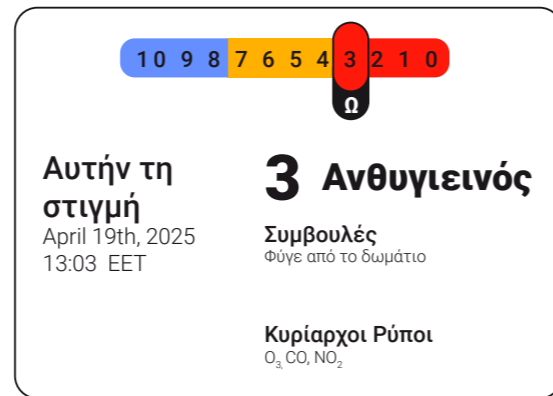 10 9 8 7 6 5 4 3 2 1 0
Ω
Αυτήν τη
στιγμή
April 19th, 2025
13:03 EET
3 Ανθυγιεινός
Συμβουλές
Φύγε από το δωμάτιο
Κυρίαρχοι Ρύποι
O₃, CO, NO₂